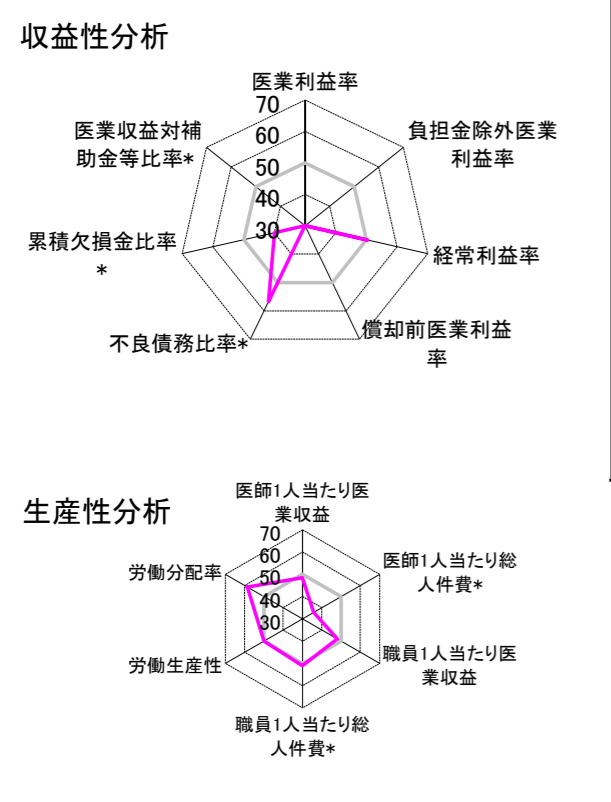 収益性分析
医業利益率
70
60
50
40
30
負担金除外医業
利益率
経常利益率
償却前医業利益
率
不良債務比率*
累積欠損金比率
*
医業収益対補
助金等比率*
生産性分析
医師1人当たり医
業収益
70
60
50
40
30
医師1人当たり総
人件費*
職員1人当たり医
業収益
職員1人当たり総
人件費*
労働生産性
労働分配率